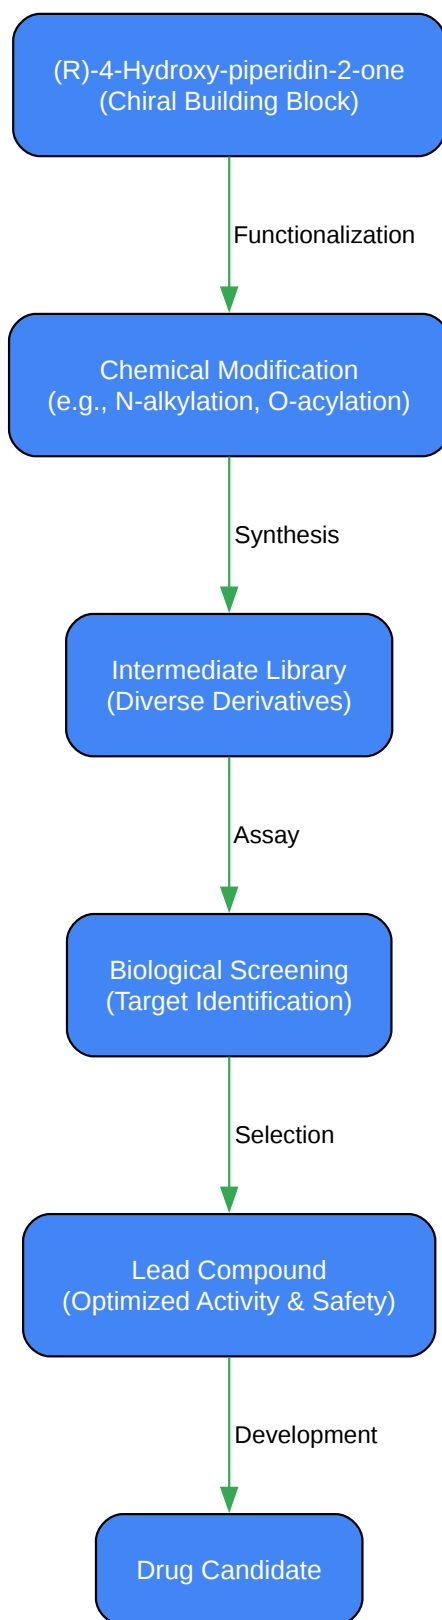 (R)-4-Hydroxy-piperidin-2-one
(Chiral Building Block)
Functionalization
Chemical Modification
(e.g., N-alkylation, O-acylation)
Synthesis
Intermediate Library
(Diverse Derivatives)
Assay
Biological Screening
(Target Identification)
Selection
Lead Compound
(Optimized Activity & Safety)
Development
Drug Candidate